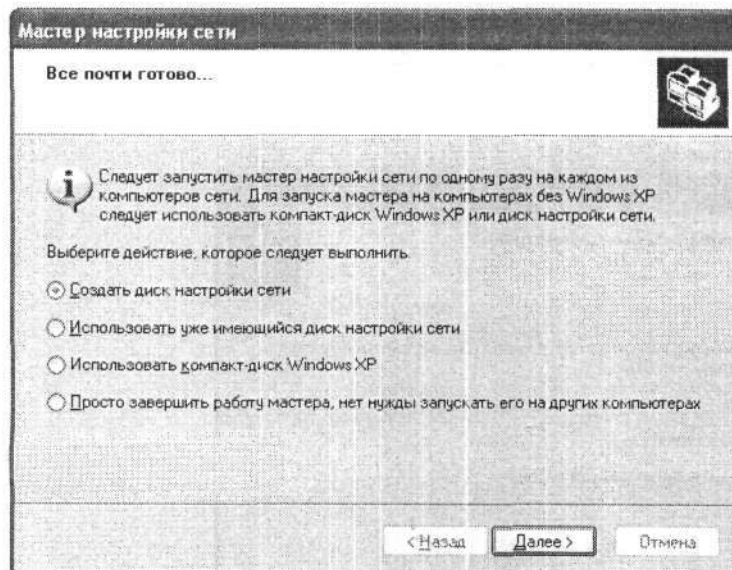 Мастер настройки сети
Все почти готово...
Следует запустить мастер настройки сети по одному разу на каждом из
компьютеров сети. Для запуска мастера на компьютерах без Windows XP
следует использовать компакт-диск Windows XP или диск настройки сети.
Выберите действие, которое следует выполнить
Создать диск настройки сети
Использовать уже имеющийся диск настройки сети
Использовать компакт-диск Windows XP
Просто завершить работу мастера, нет нужды запускать его на других компьютерах
< Назад Далее > Отмена